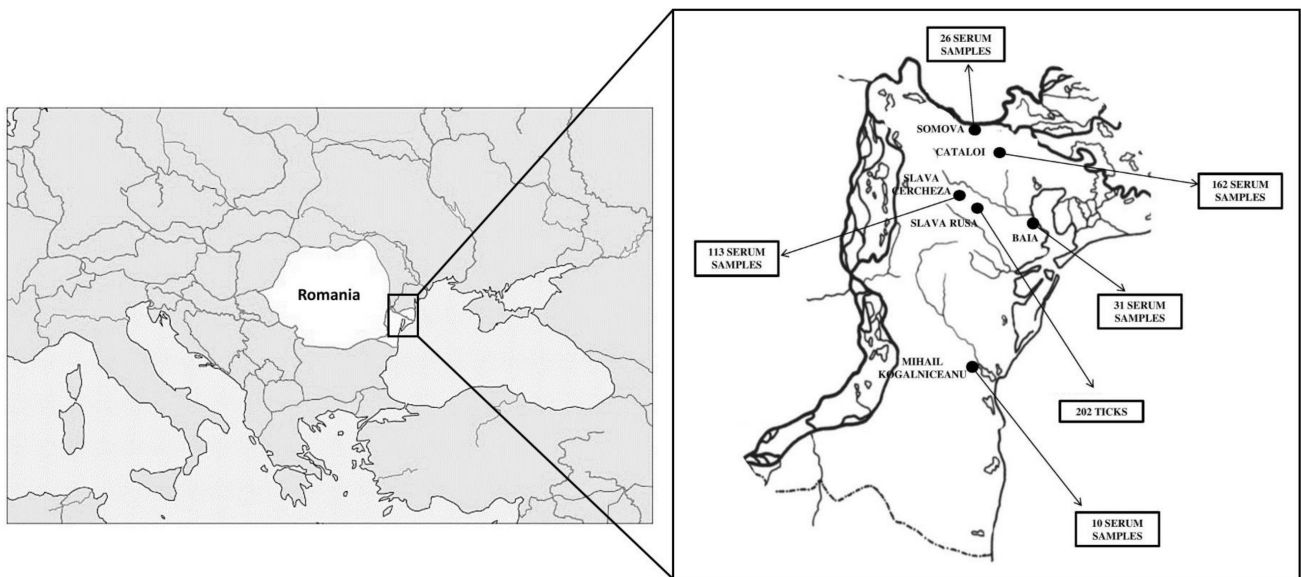 26 SERUM
SAMPLES
SOMOVA
CATALOI
SLAVA
CERCHEZA
162 SERUM
SAMPLES
SLAVA RUSA
BAIA
113 SERUM
SAMPLES
Romania
31 SERUM
SAMPLES
MIHAIL
KOGALNICEANU
202 TICKS
10 SERUM
SAMPLES